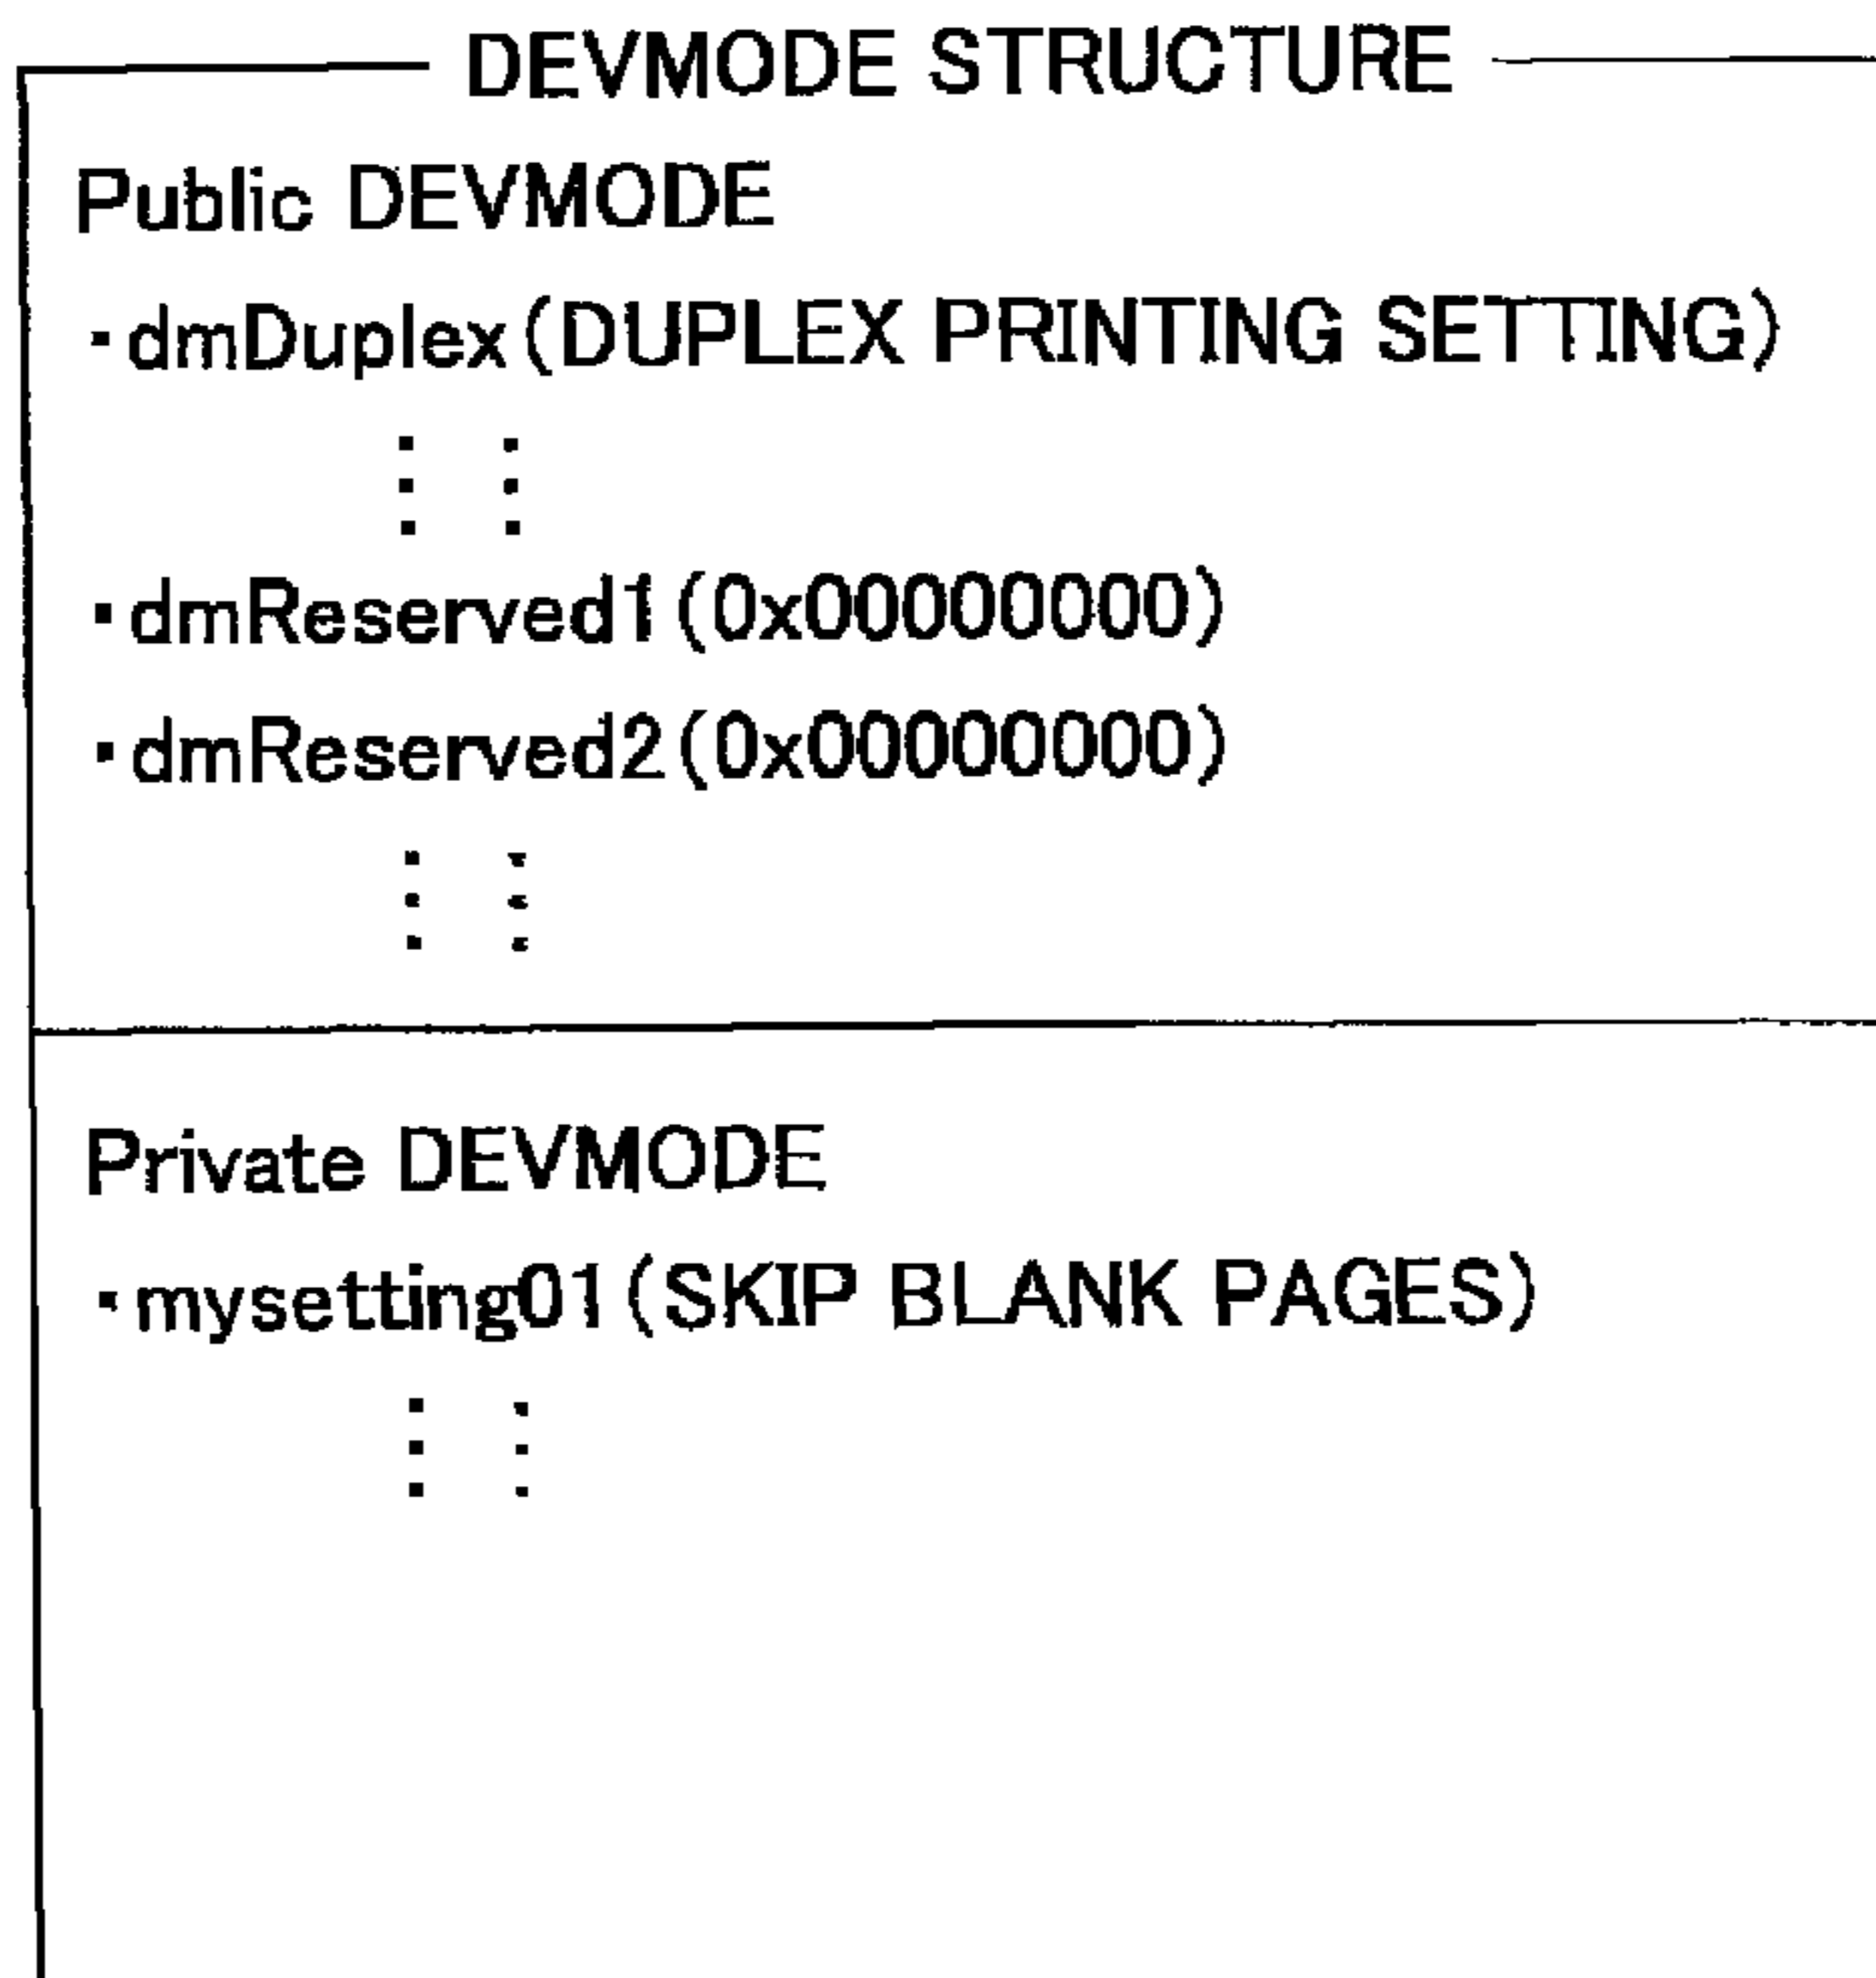 DEVMODE STRUCTURE
Public DEVMODE
・dmDuplex(DUPLEX PRINTING SETTING)
・dmReserved1(0x00000000)
・dmReserved2(0x00000000)
Private DEVMODE
・mysetting01(SKIP BLANK PAGES)